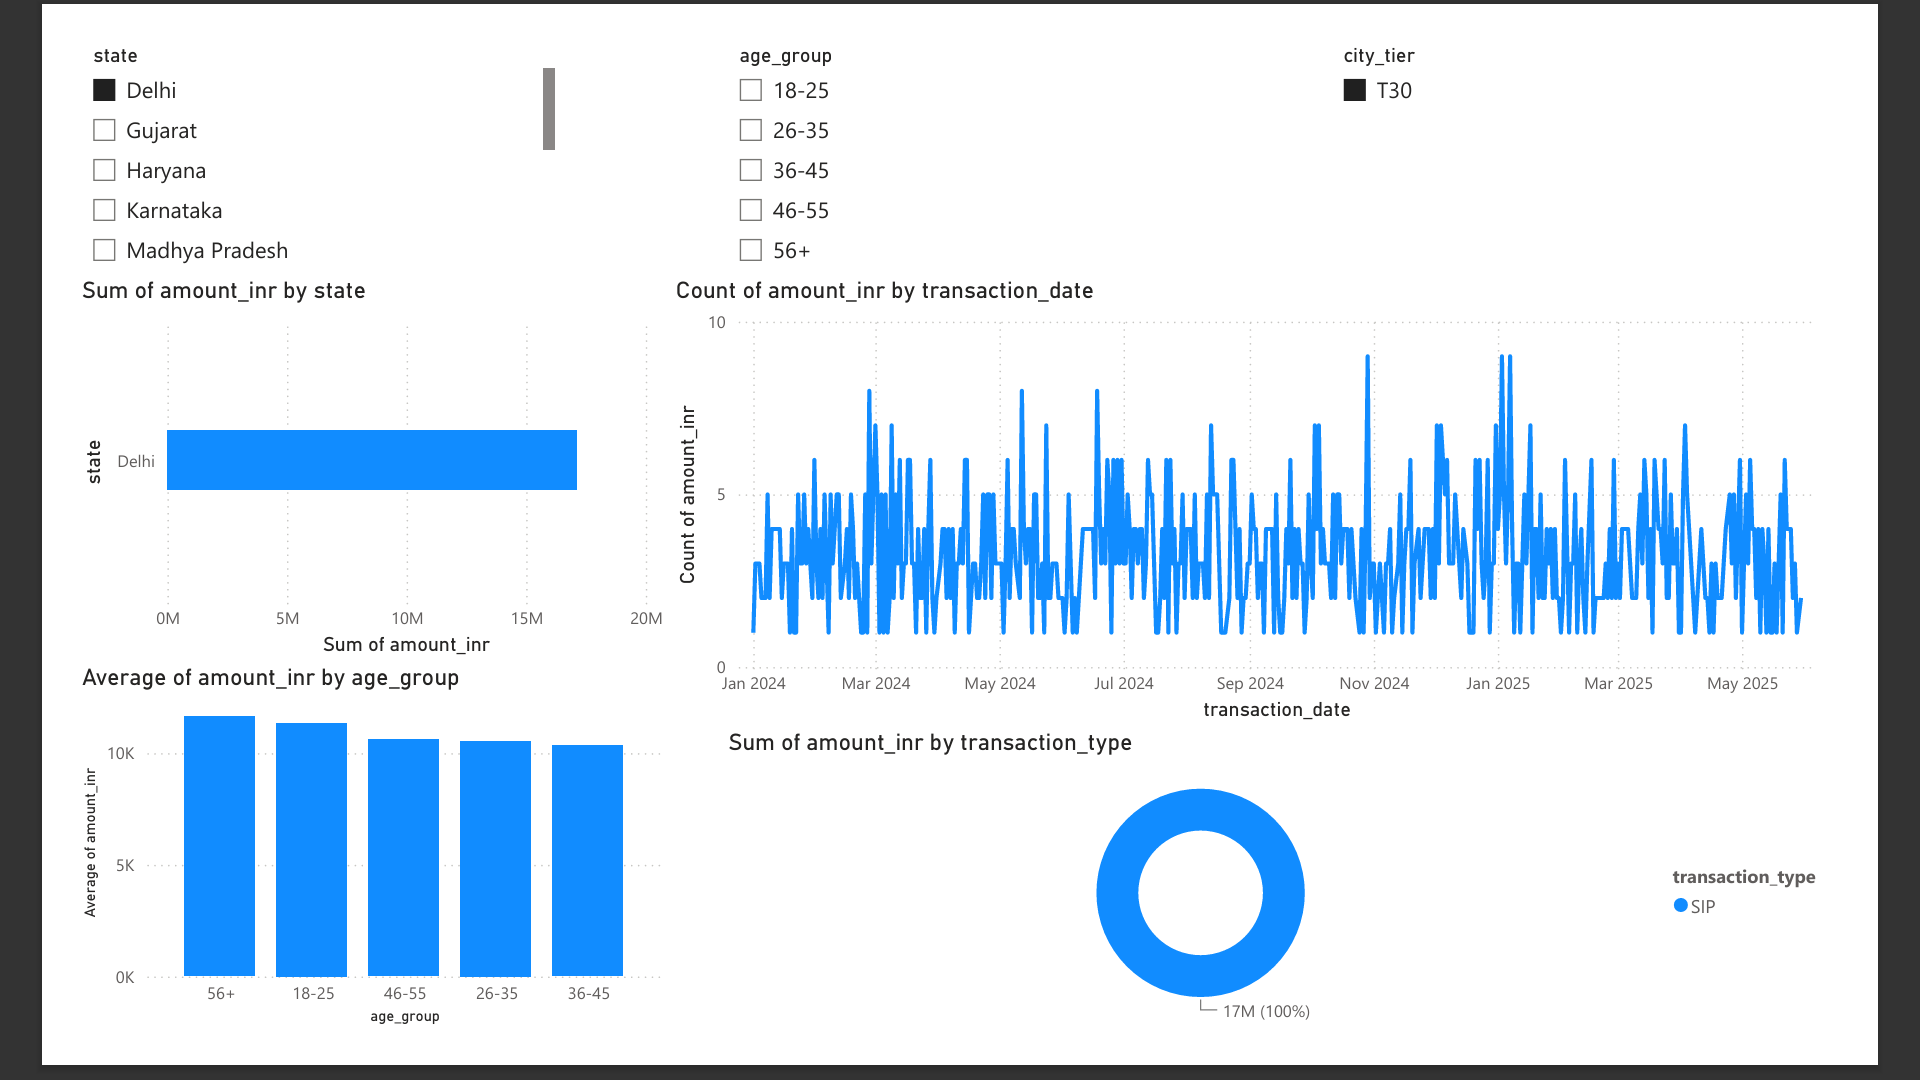 state
Delhi
Gujarat
Haryana
Karnataka
Madhya Pradesh
age_group
18-25
26-35
36-45
46-55
56+
city_tier
T30
Sum of amount_inr by state
state
Delhi
0M 5M 10M 15M 20M
Sum of amount_inr
Count of amount_inr by transaction_date
Count of amount_inr
10
5
0
Jan 2024 Mar 2024 May 2024 Jul 2024 Sep 2024 Nov 2024 Jan 2025 Mar 2025 May 2025
transaction_date
Average of amount_inr by age_group
Average of amount_inr
10K
5K
0K
56+ 18-25 46-55 26-35 36-45
age_group
Sum of amount_inr by transaction_type
17M (100%)
transaction_type
SIP